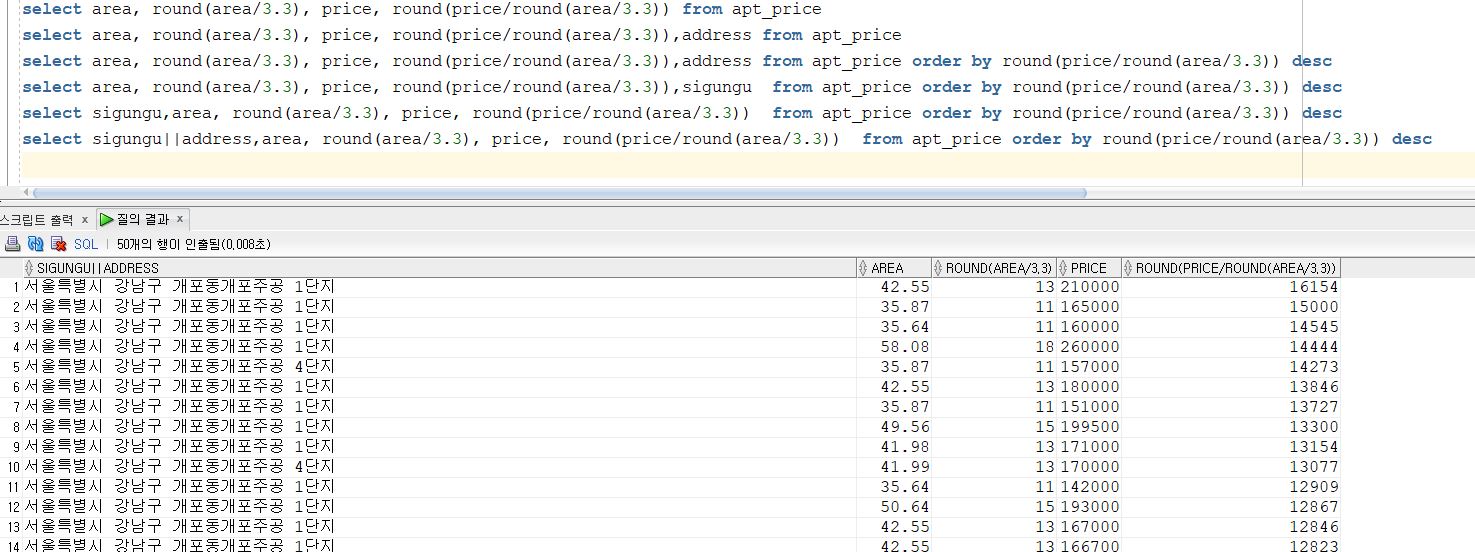 select area, round(area/3.3), price, round(price/round(area/3.3)) from apt_price
select area, round(area/3.3), price, round(price/round(area/3.3)),address from apt_price
select area, round(area/3.3), price, round(price/round(area/3.3)),address from apt_price order by round(price/round(area/3.3)) desc
select area, round(area/3.3), price, round(price/round(area/3.3)),sigungu  from apt_price order by round(price/round(area/3.3)) desc
select sigungu,area, round(area/3.3), price, round(price/round(area/3.3))  from apt_price order by round(price/round(area/3.3)) desc
select sigungu||address,area, round(area/3.3), price, round(price/round(area/3.3))  from apt_price order by round(price/round(area/3.3)) desc
스크립트 출력 x 질의 결과 x
SQL | 50개의 행이 인출됨(0,008초)
SIGUNGU||ADDRESS AREA ROUND(AREA/3,3) PRICE ROUND(PRICE/ROUND(AREA/3,3))
1 서울특별시 강남구 개포동개포주공 1단지 42.55 13 210000 16154
2 서울특별시 강남구 개포동개포주공 1단지 35.87 11 165000 15000
3 서울특별시 강남구 개포동개포주공 1단지 35.64 11 160000 14545
4 서울특별시 강남구 개포동개포주공 1단지 58.08 18 260000 14444
5 서울특별시 강남구 개포동개포주공 4단지 35.87 11 157000 14273
6 서울특별시 강남구 개포동개포주공 1단지 42.55 13 180000 13846
7 서울특별시 강남구 개포동개포주공 1단지 35.87 11 151000 13727
8 서울특별시 강남구 개포동개포주공 1단지 49.56 15 199500 13300
9 서울특별시 강남구 개포동개포주공 1단지 41.98 13 171000 13154
10 서울특별시 강남구 개포동개포주공 4단지 41.99 13 170000 13077
11 서울특별시 강남구 개포동개포주공 1단지 35.64 11 142000 12909
12 서울특별시 강남구 개포동개포주공 1단지 50.64 15 193000 12867
13 서울특별시 강남구 개포동개포주공 1단지 42.55 13 167000 12846
14 서울특별시 강남구 개포동개포주공 1단지 42.55 13 166700 12823